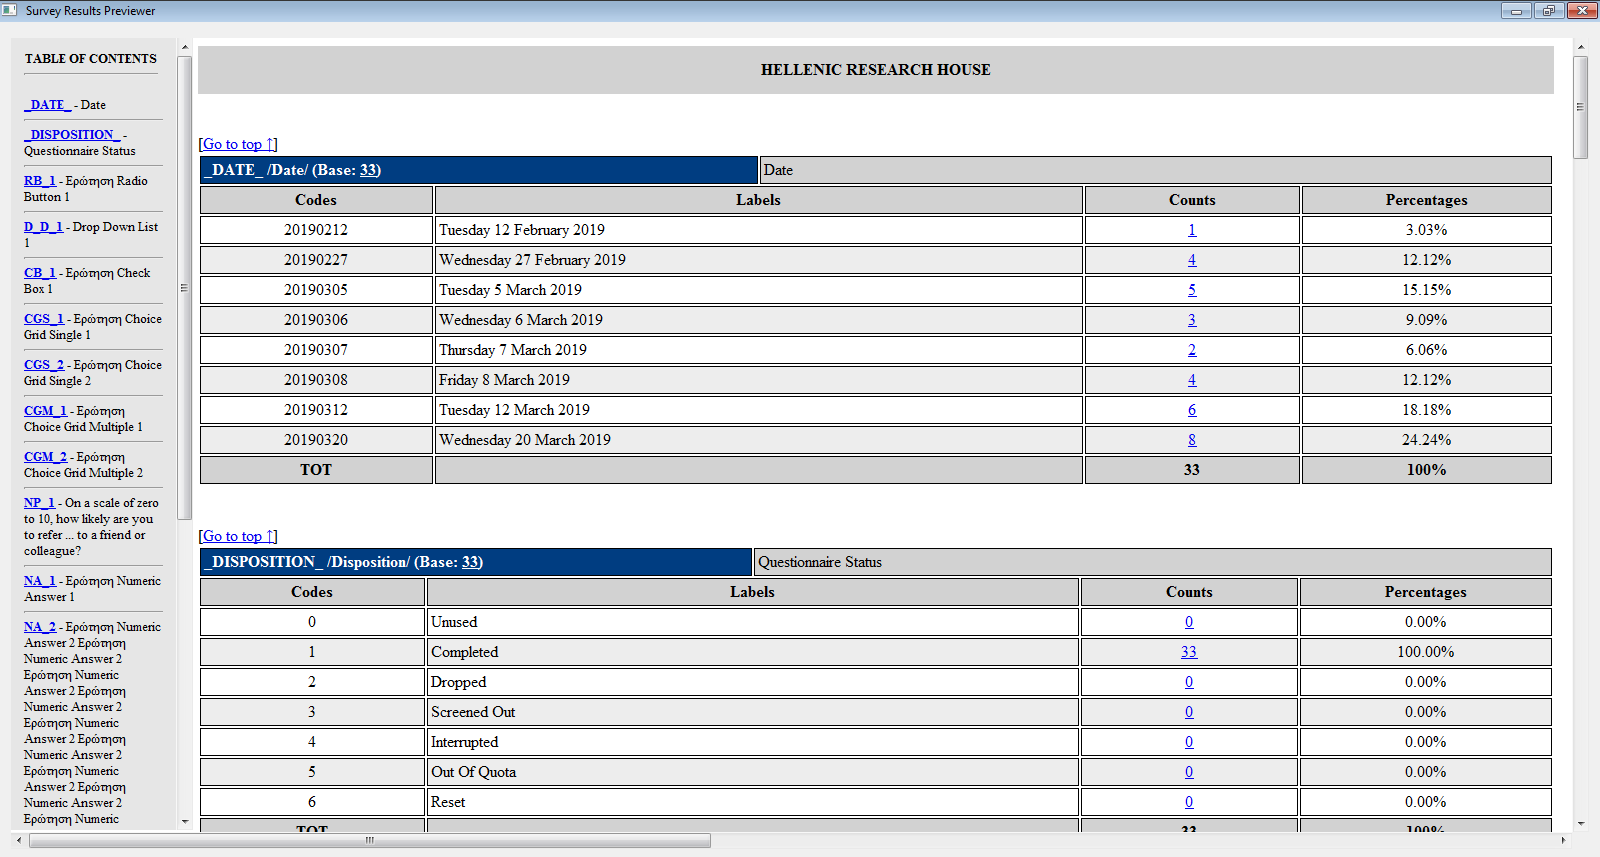 Survey Results Previewer
TABLE OF CONTENTS
_DATE_ - Date
_DISPOSITION_ -
Questionnaire Status
RB_1 - Ερώτηση Radio
Button 1
D_D_1 - Drop Down List
1
CB_1 - Ερώτηση Check
Box 1
CGS_1 - Ερώτηση Choice
Grid Single 1
CGS_2 - Ερώτηση Choice
Grid Single 2
CGM_1 - Ερώτηση
Choice Grid Multiple 1
CGM_2 - Ερώτηση
Choice Grid Multiple 2
NP_1 - On a scale of zero
to 10, how likely are you
to refer ... to a friend or
colleague?
NA_1 - Ερώτηση Numeric
Answer 1
NA_2 - Ερώτηση Numeric
Answer 2 Ερώτηση
Numeric Answer 2
Ερώτηση Numeric
Answer 2 Ερώτηση
Numeric Answer 2
Ερώτηση Numeric
Answer 2 Ερώτηση
Numeric Answer 2
Ερώτηση Numeric
Answer 2 Ερώτηση
Numeric Answer 2
Ερώτηση Numeric
HELLENIC RESEARCH HOUSE
[Go to top ↑]
_DATE_ /Date/ (Base: 33) Date
Codes Labels Counts Percentages
20190212 Tuesday 12 February 2019 1 3.03%
20190227 Wednesday 27 February 2019 4 12.12%
20190305 Tuesday 5 March 2019 5 15.15%
20190306 Wednesday 6 March 2019 3 9.09%
20190307 Thursday 7 March 2019 2 6.06%
20190308 Friday 8 March 2019 4 12.12%
20190312 Tuesday 12 March 2019 6 18.18%
20190320 Wednesday 20 March 2019 8 24.24%
TOT 33 100%
[Go to top ↑]
_DISPOSITION_ /Disposition/ (Base: 33) Questionnaire Status
Codes Labels Counts Percentages
0 Unused 0 0.00%
1 Completed 33 100.00%
2 Dropped 0 0.00%
3 Screened Out 0 0.00%
4 Interrupted 0 0.00%
5 Out Of Quota 0 0.00%
6 Reset 0 0.00%
TOT 33 100%